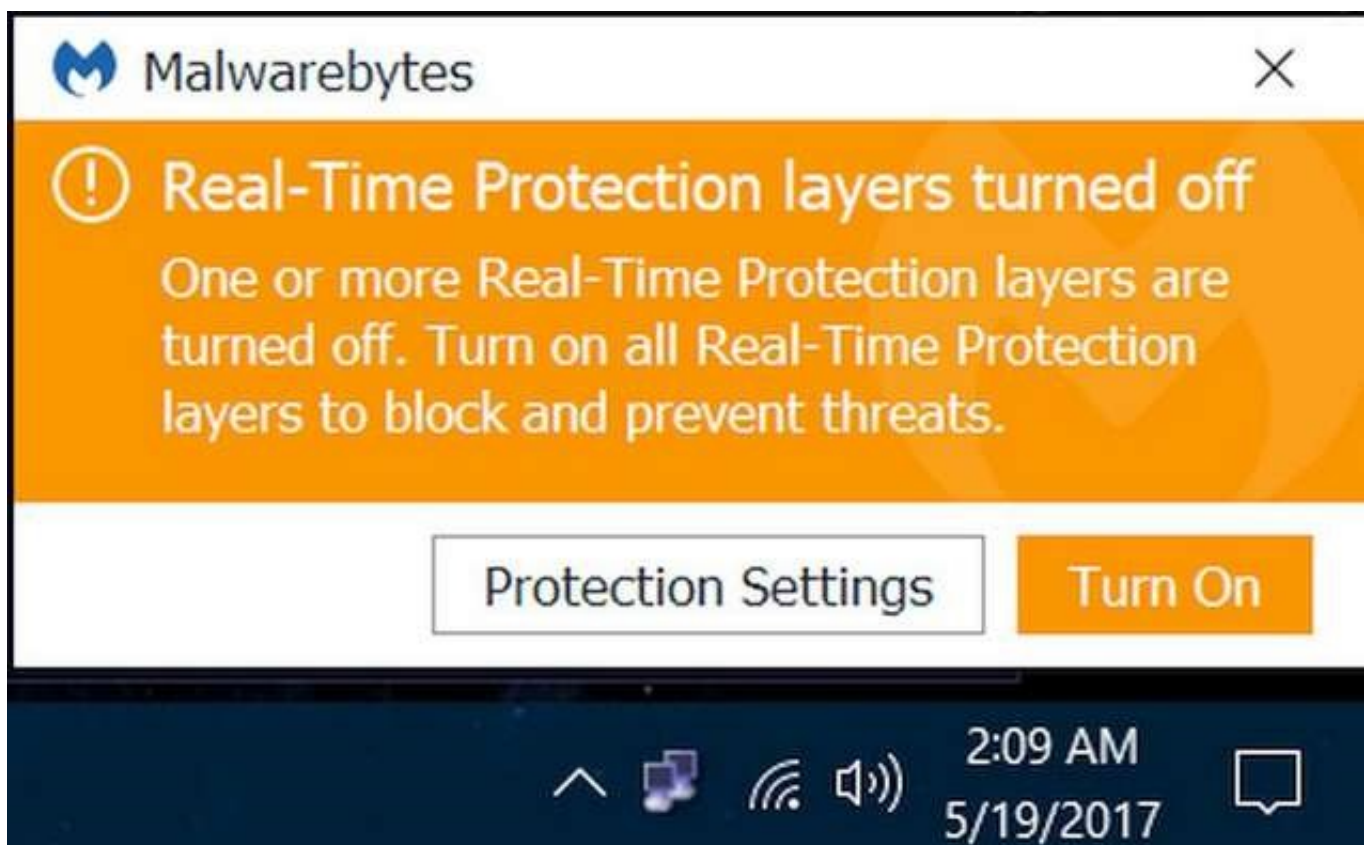 Malwarebytes
Real-Time Protection layers turned off
One or more Real-Time Protection layers are
turned off. Turn on all Real-Time Protection
layers to block and prevent threats.
Protection Settings
Turn On
2:09 AM
5/19/2017